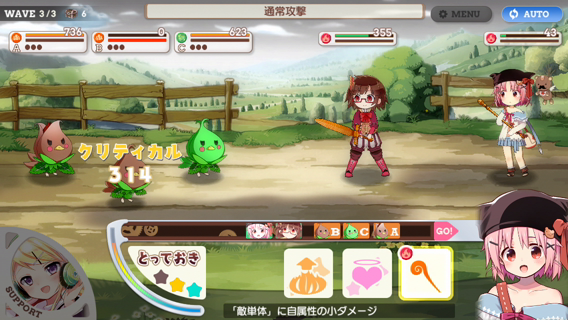 WAVE 3/3 6
通常攻撃
MENU
AUTO
736
A
0
B
623
C
355
43
クリティカル
314
B C A GO!
とっておき
SUPPORT
「敵単体」に自属性の小ダメージ